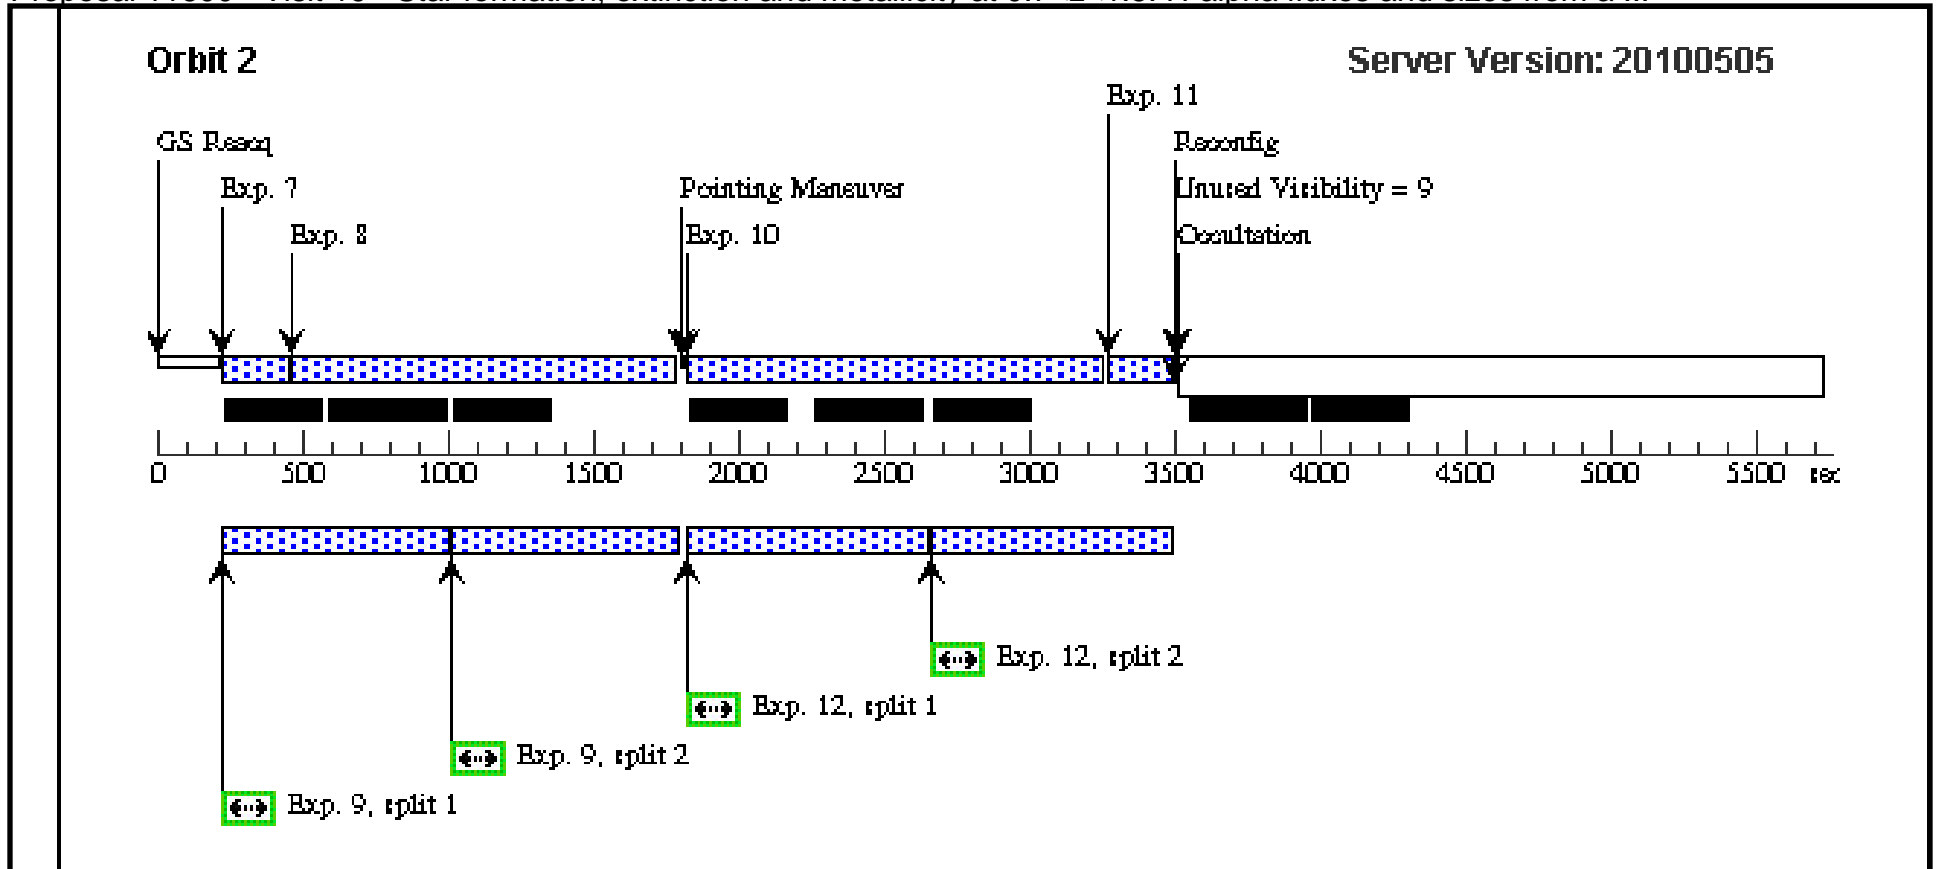 Orbit 2
Server Version: 20100505
Exp. 11
GS Reacq
Reconfig
Exp. 7
Pointing Maneuver
Unused Visibility = 9
Exp. 8
Exp. 10
Occultation
0 500 1000 1500 2000 2500 3000 3500 4000 4500 5000 5500 sec
Exp. 12, split 2
Exp. 12, split 1
Exp. 9, split 2
Exp. 9, split 1